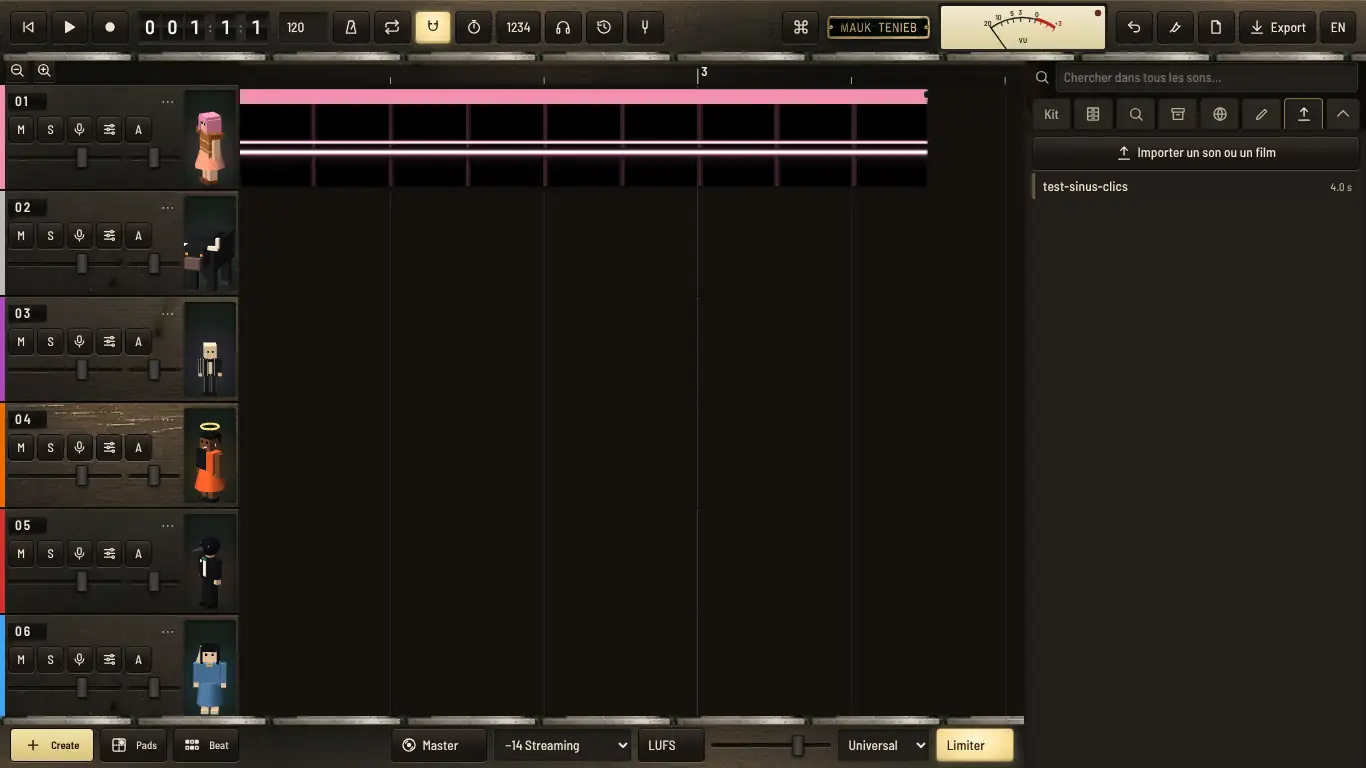 0 0 1 : 1 : 1
120
1234
MAUK TENIEB
20 10 5 3 0 +3
VU
Export
EN
3
Chercher dans tous les sons...
Kit
Importer un son ou un film
test-sinus-clics
4.0 s
01
M S A
02
M S A
03
M S A
04
M S A
05
M S A
06
M S A
Create
Pads
Beat
Master
−14 Streaming
LUFS
Universal
Limiter